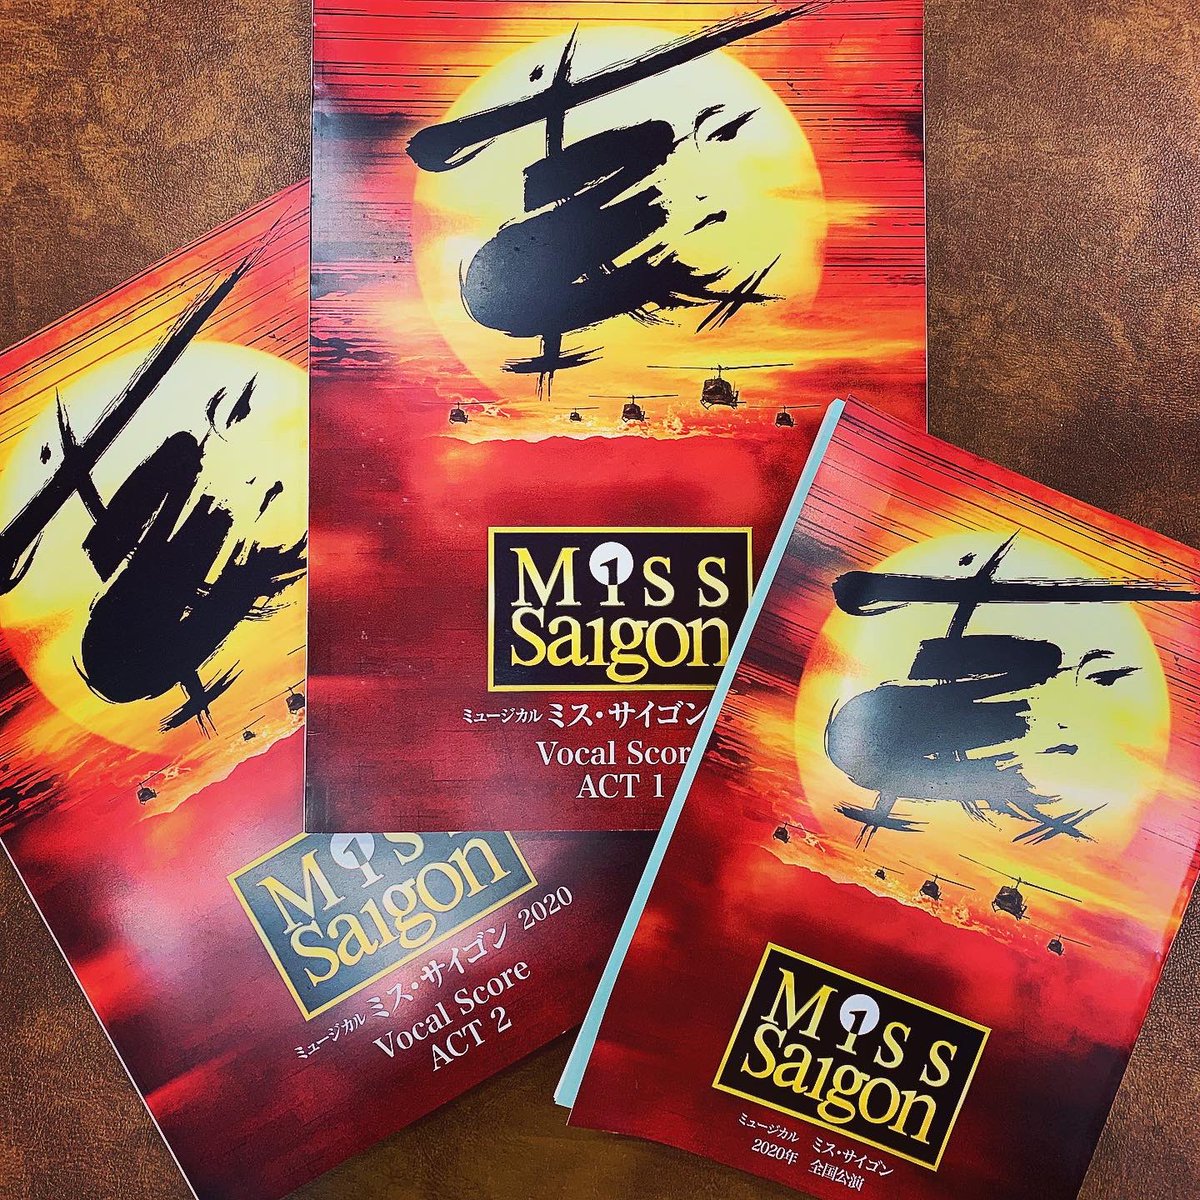 Miss
Saigon
ミュージカル ミス・サイゴン
Vocal Score
ACT 1
Miss
Saigon
ミュージカル ミス・サイゴン 2020
Vocal Score
ACT 2
Miss
Saigon
ミュージカル ミス・サイゴン
2020年 全国公演